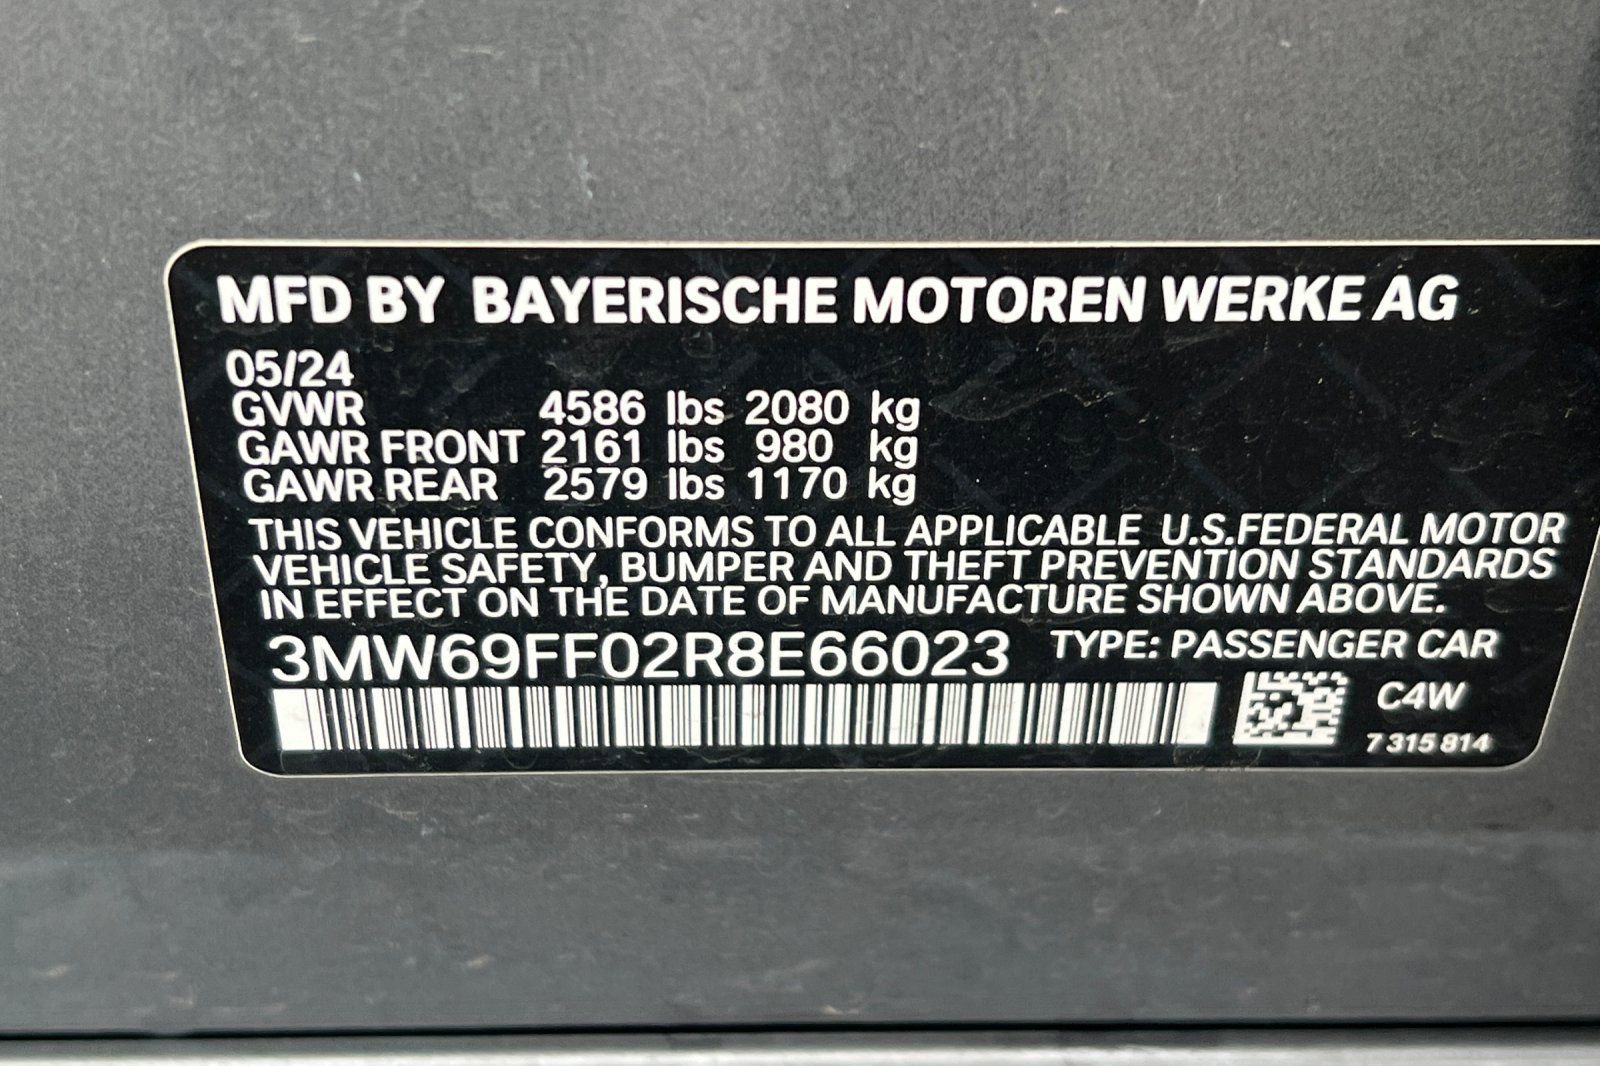 MFD BY BAYERISCHE MOTOREN WERKE AG
05/24
GVWR 4586 lbs 2080 kg
GAWR FRONT 2161 lbs 980 kg
GAWR REAR 2579 lbs 1170 kg
THIS VEHICLE CONFORMS TO ALL APPLICABLE U.S.FEDERAL MOTOR
VEHICLE SAFETY, BUMPER AND THEFT PREVENTION STANDARDS
IN EFFECT ON THE DATE OF MANUFACTURE SHOWN ABOVE.
3MW69FF02R8E66023 TYPE: PASSENGER CAR
C4W
7 315 814